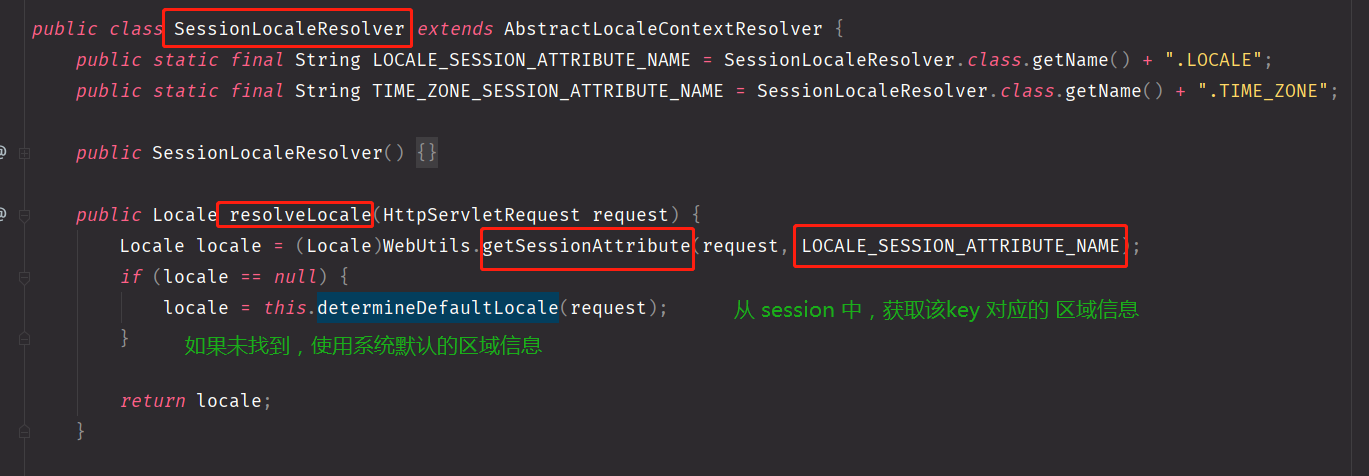 public class SessionLocaleResolver extends AbstractLocaleContextResolver {
public static final String LOCALE_SESSION_ATTRIBUTE_NAME = SessionLocaleResolver.class.getName() + ".LOCALE";
public static final String TIME_ZONE_SESSION_ATTRIBUTE_NAME = SessionLocaleResolver.class.getName() + ".TIME_ZONE";
@ public SessionLocaleResolver() {}
@ public Locale resolveLocale(HttpServletRequest request) {
Locale locale = (Locale)WebUtils.getSessionAttribute(request, LOCALE_SESSION_ATTRIBUTE_NAME);
if (locale == null) {
locale = this.determineDefaultLocale(request); 从 session 中，获取该key 对应的 区域信息
} 如果未找到，使用系统默认的区域信息
return locale;
}